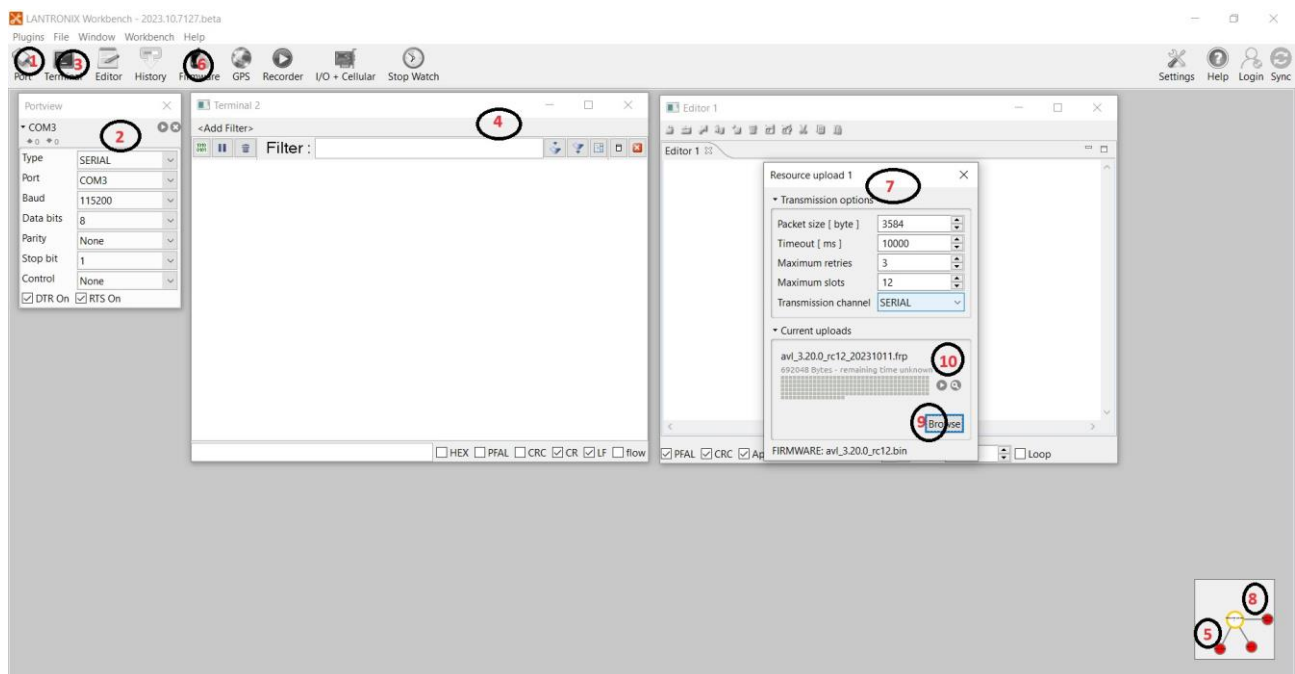 LANTRONIX Workbench - 2023.10.7127.beta
Plugins File Window Workbench Help
1 3 6
Port Terminal Editor History Firmware GPS Recorder I/O + Cellular Stop Watch Settings Help Login Sync
Portview
COM3
0 0
2
Type SERIAL
Port COM3
Baud 115200
Data bits 8
Parity None
Stop bit 1
Control None
DTR On RTS On
Terminal 2
4
<Add Filter>
Filter :
HEX PFAL CRC CR LF flow
Editor 1
Editor 1
Resource upload 1
7
Transmission options
Packet size [ byte ] 3584
Timeout [ ms ] 10000
Maximum retries 3
Maximum slots 12
Transmission channel SERIAL
Current uploads
avl_3.20.0_rc12_20231011.frp
10
692048 Bytes - remaining time unknown
9 Browse
FIRMWARE: avl_3.20.0_rc12.bin
PFAL CRC Loop
8
5